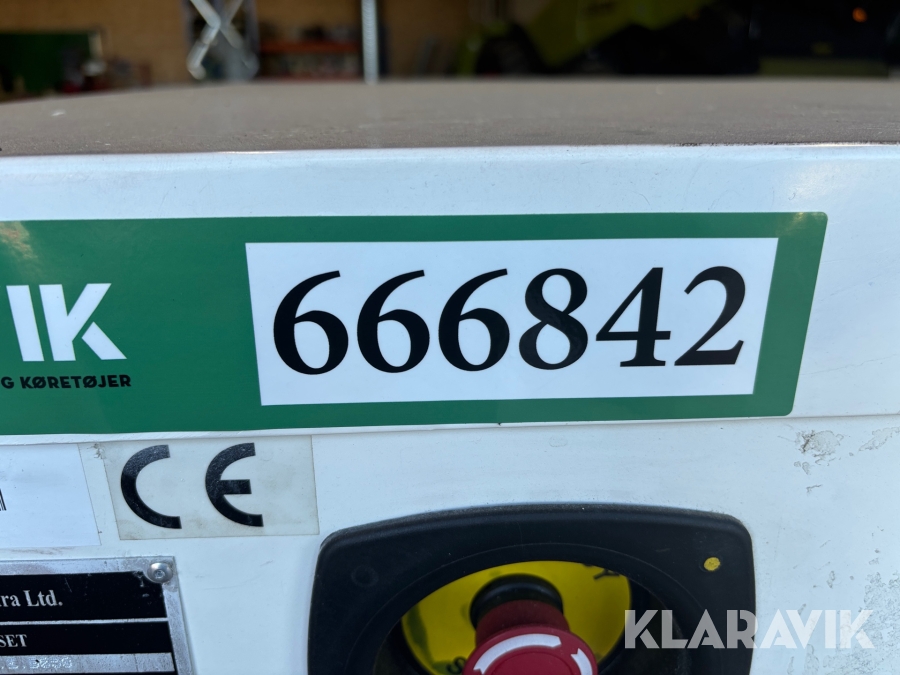 666842
IK
G KØRETØJER
CE
ra Ltd.
SET
KLARAVIK